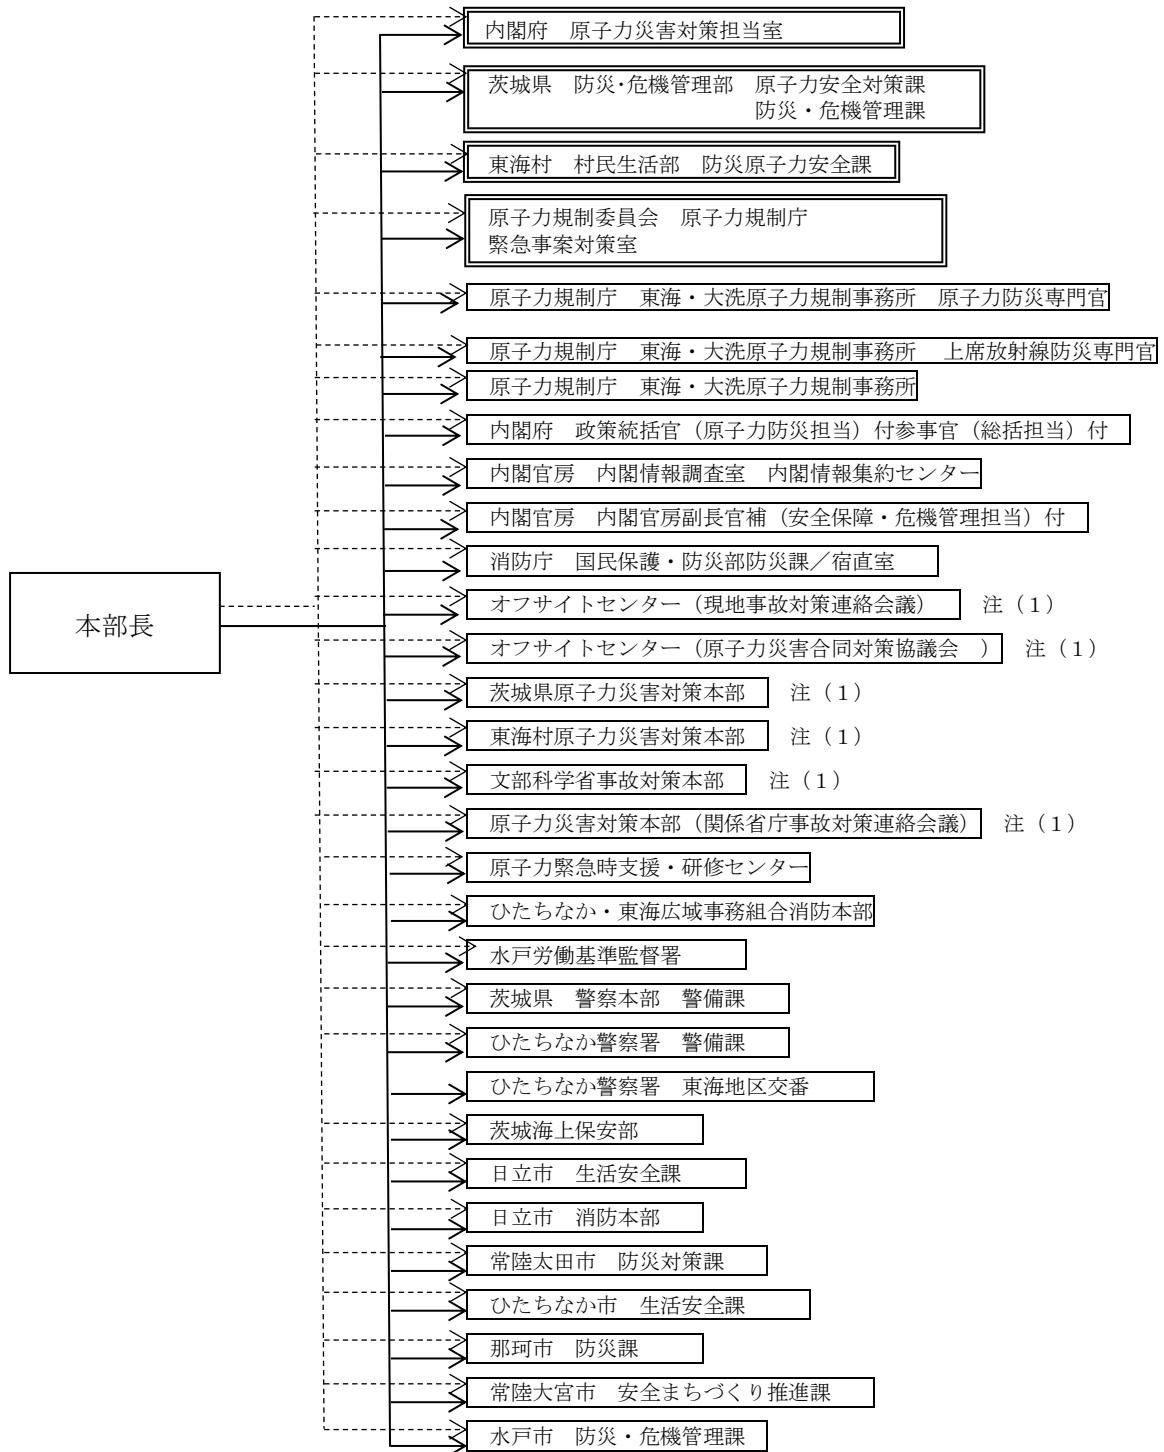 内閣府　原子力災害対策担当室
茨城県　防災･危機管理部　原子力安全対策課
防災・危機管理課
東海村　村民生活部　防災原子力安全課
原子力規制委員会　原子力規制庁
緊急事案対策室
原子力規制庁　東海・大洗原子力規制事務所　原子力防災専門官
原子力規制庁　東海・大洗原子力規制事務所　上席放射線防災専門官
原子力規制庁　東海・大洗原子力規制事務所
内閣府　政策統括官（原子力防災担当）付参事官（総括担当）付
内閣官房　内閣情報調査室　内閣情報集約センター
内閣官房　内閣官房副長官補（安全保障・危機管理担当）付
消防庁　国民保護・防災部防災課／宿直室
オフサイトセンター（現地事故対策連絡会議）　注（１）
本部長
オフサイトセンター（原子力災害合同対策協議会　）　注（１）
茨城県原子力災害対策本部　注（１）
東海村原子力災害対策本部　注（１）
文部科学省事故対策本部　注（１）
原子力災害対策本部（関係省庁事故対策連絡会議）　注（１）
原子力緊急時支援・研修センター
ひたちなか・東海広域事務組合消防本部
水戸労働基準監督署
茨城県　警察本部　警備課
ひたちなか警察署　警備課
ひたちなか警察署　東海地区交番
茨城海上保安部
日立市　生活安全課
日立市　消防本部
常陸太田市　防災対策課
ひたちなか市　生活安全課
那珂市　防災課
常陸大宮市　安全まちづくり推進課
水戸市　防災・危機管理課